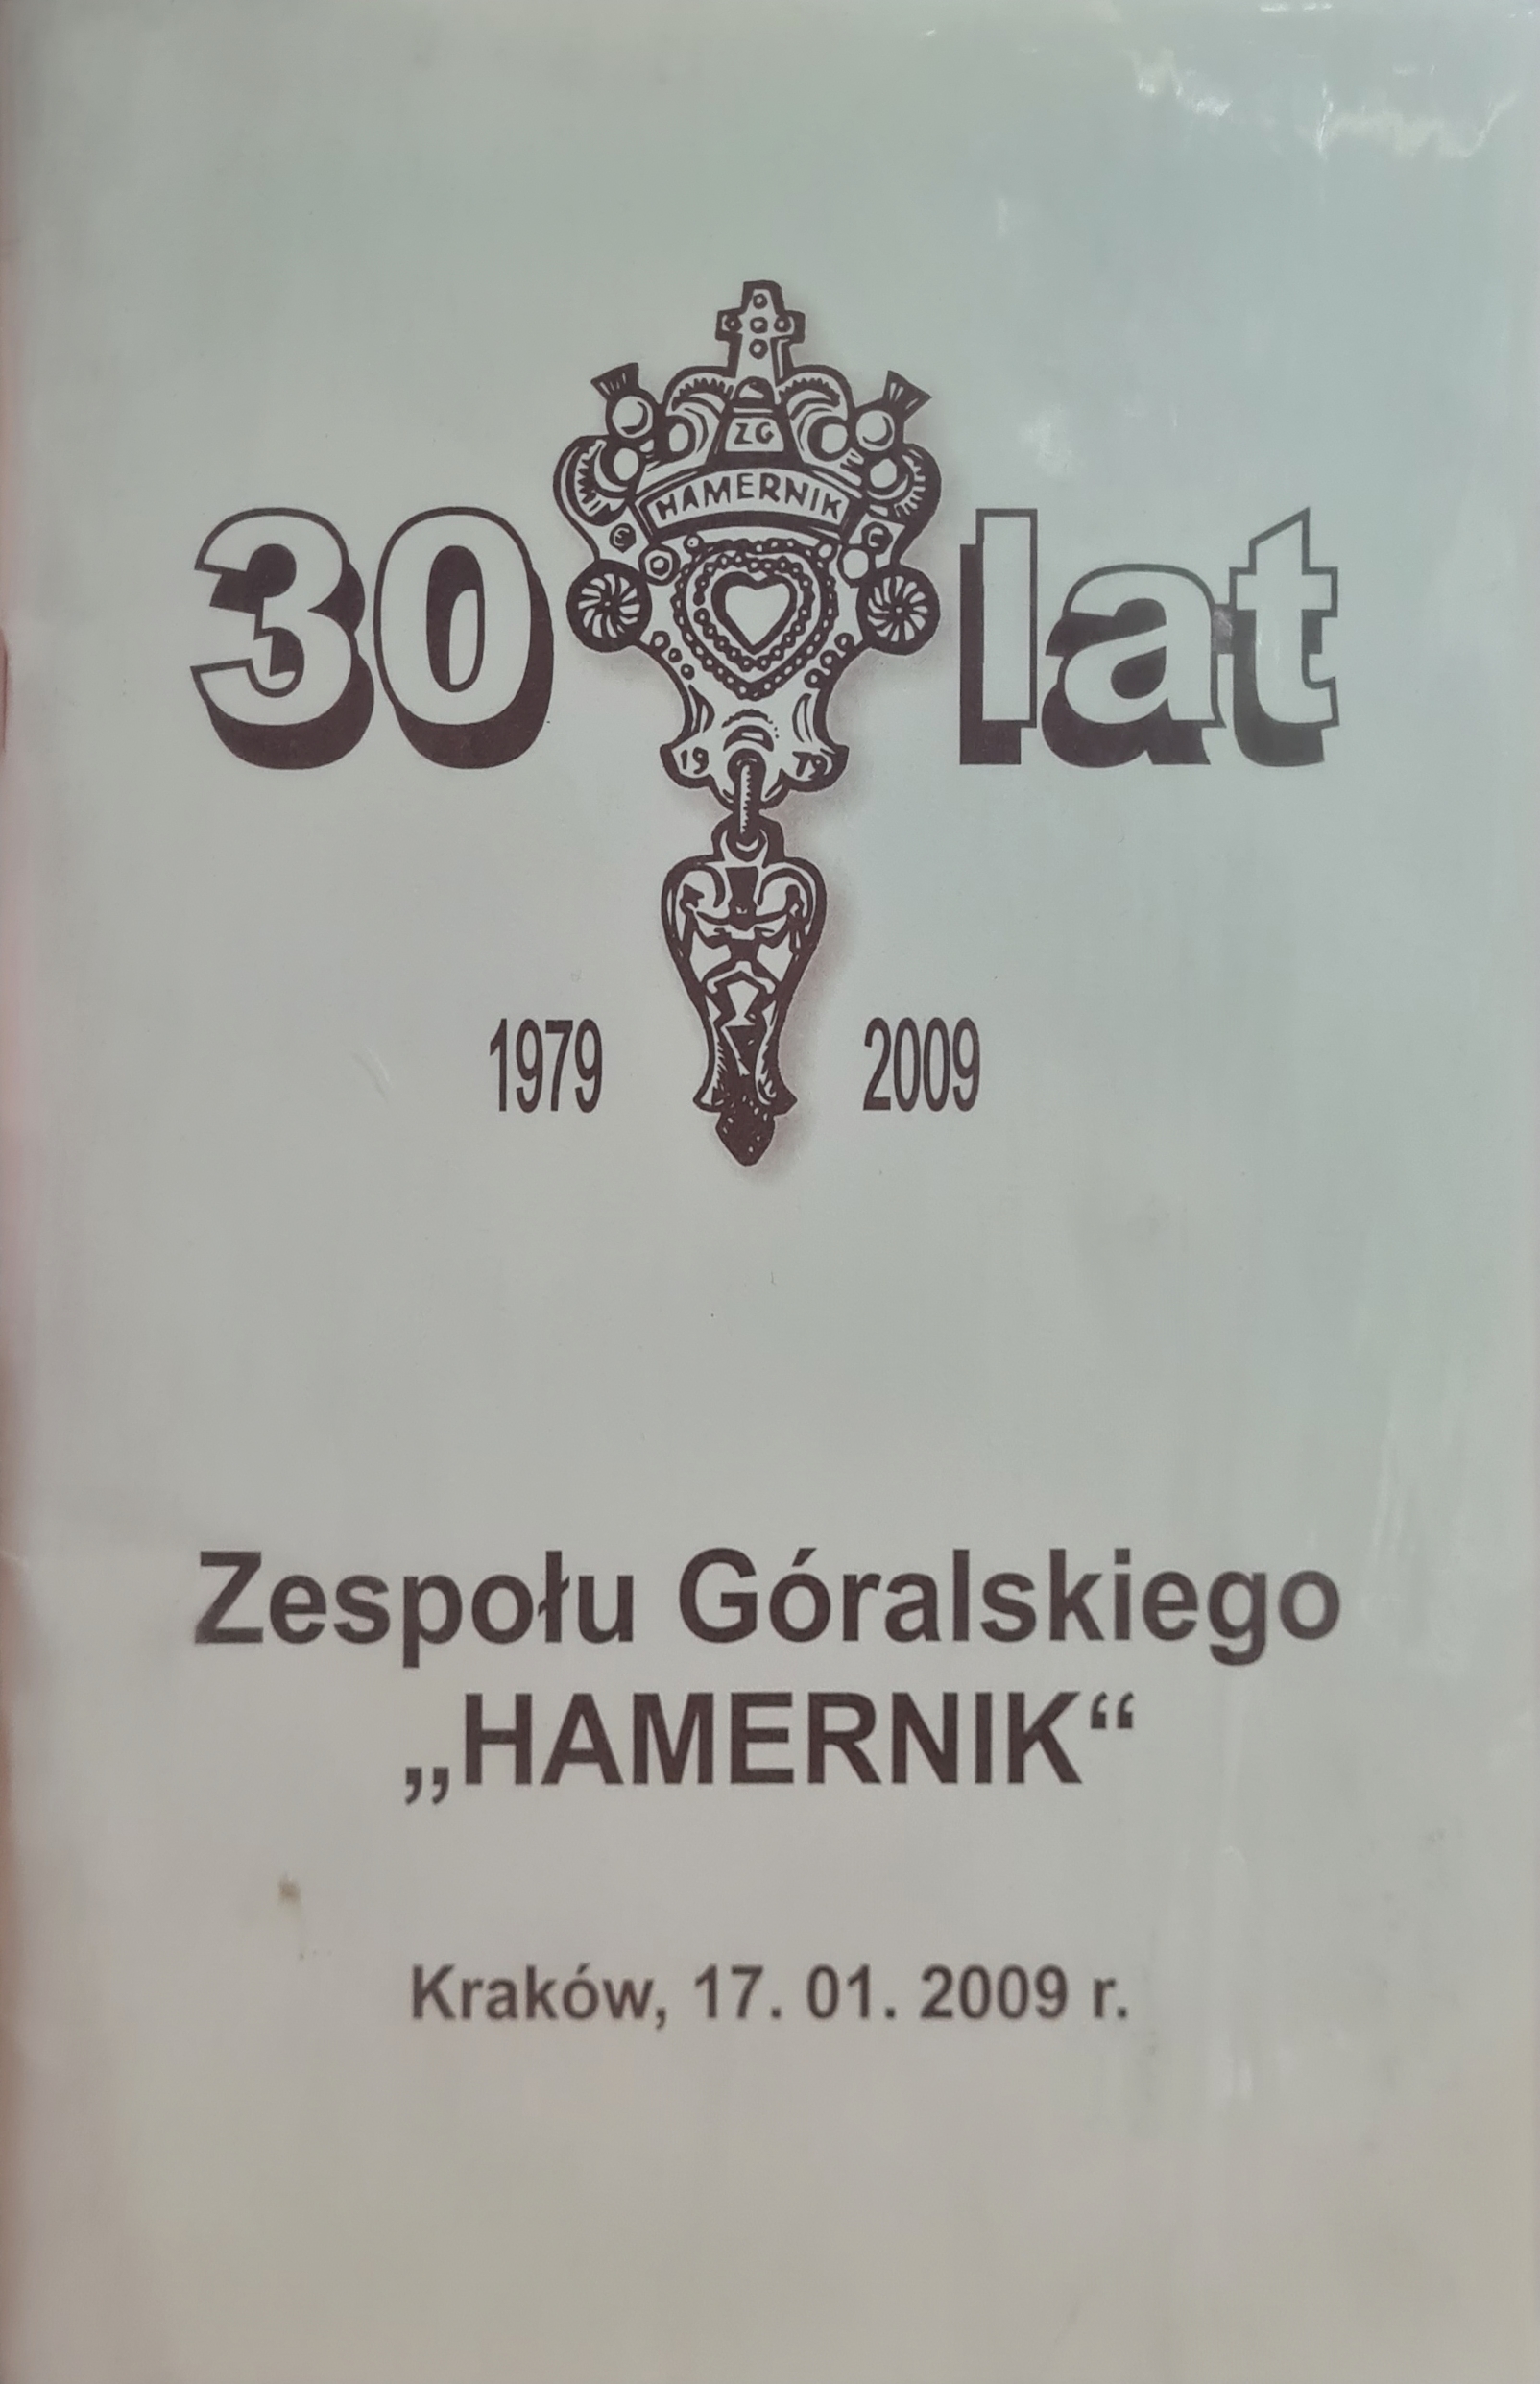 ZG
HAMERNIK
30 lat
19 79
1979 2009
Zespołu Góralskiego
„HAMERNIK“
Kraków, 17. 01. 2009 r.